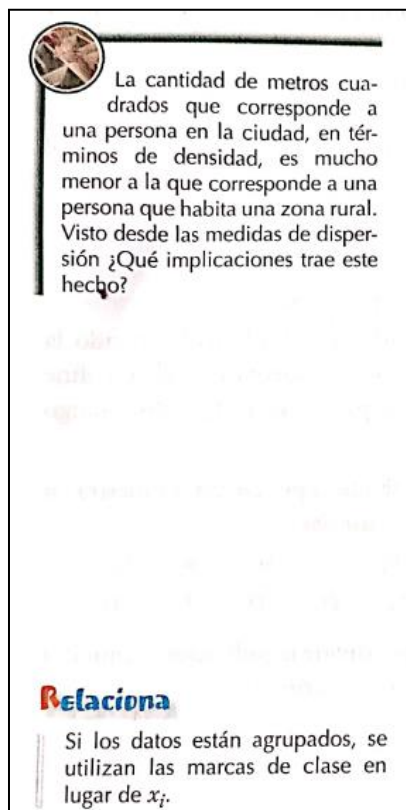 La cantidad de metros cua-
drados que corresponde a
una persona en la ciudad, en tér-
minos de densidad, es mucho
menor a la que corresponde a una
persona que habita una zona rural.
Visto desde las medidas de disper-
sión ¿Qué implicaciones trae este
hecho?
Relaciona
Si los datos están agrupados, se
utilizan las marcas de clase en
lugar de xᵢ.